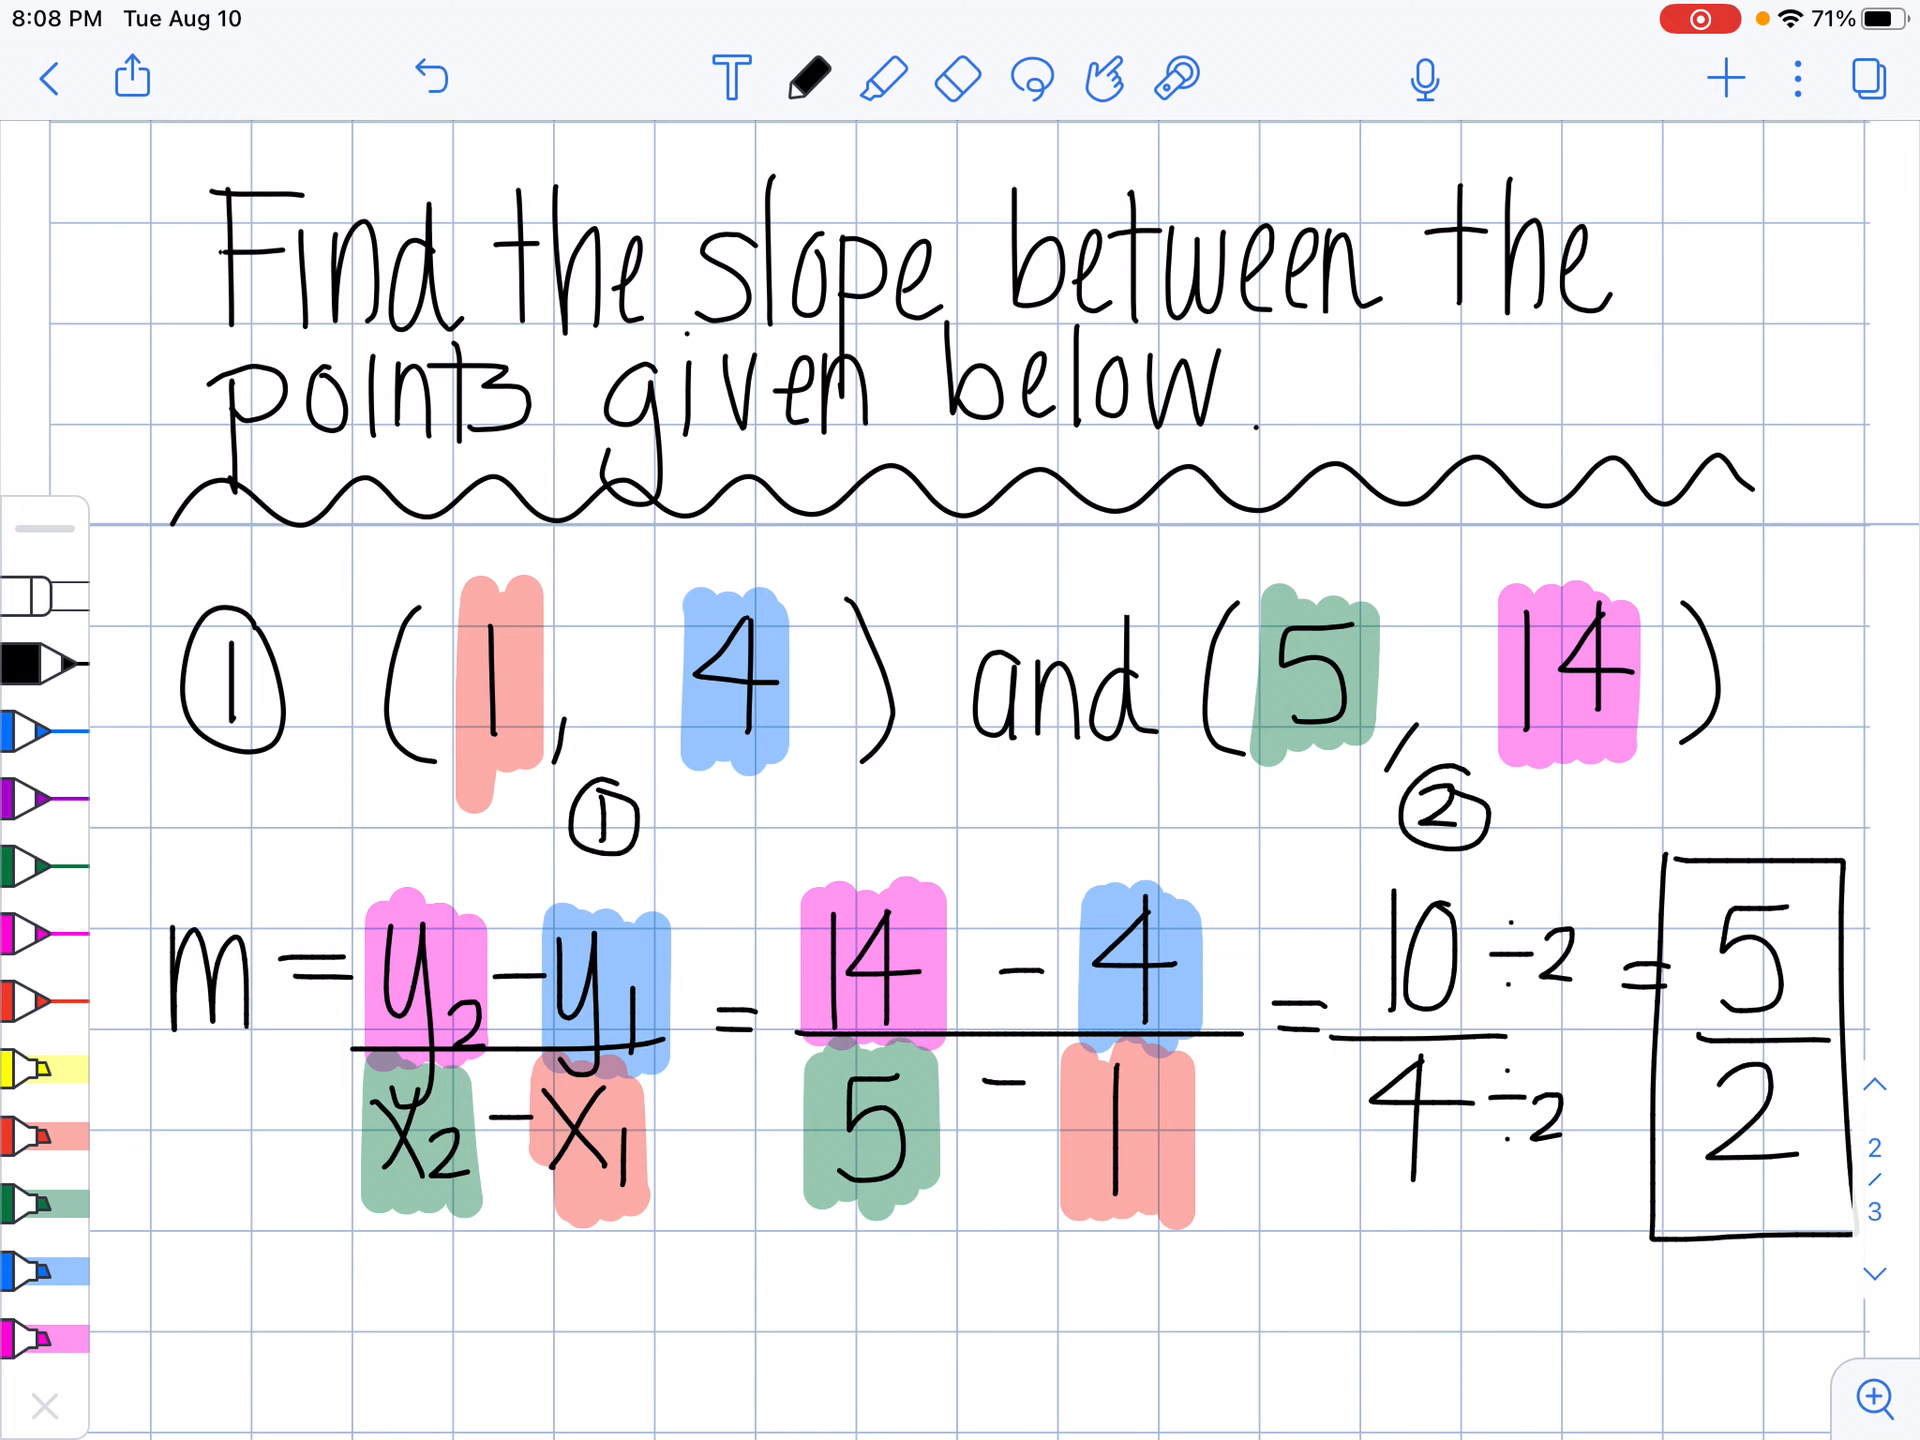 8:08 PM Tue Aug 10 71%
T
Find the slope between the
points given below.
① (1, 4) and (5, 14)
① ②
m = y₂ - y₁ / x₂ - x₁ = 14 - 4 / 5 - 1 = 10 ÷2 / 4 ÷2 = 5 / 2
2
/
3